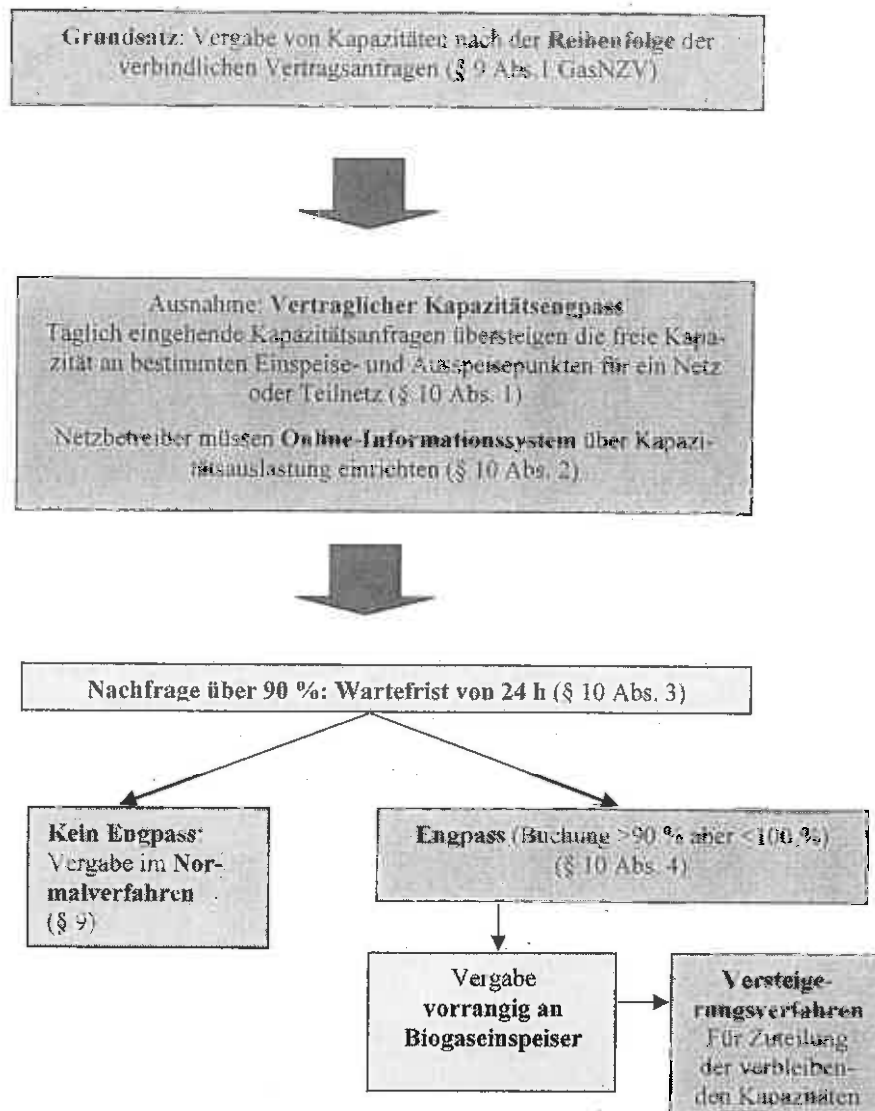 Grundsatz: Vergabe von Kapazitäten nach der Reihenfolge der
verbindlichen Vertragsanfragen (§ 9 Abs.1 GasNZV)
Ausnahme: Vertraglicher Kapazitätsengpass
Täglich eingehende Kapazitätsanfragen übersteigen die freie Kapa-
zität an bestimmten Einspeise- und Ausspeisepunkten für ein Netz
oder Teilnetz (§ 10 Abs. 1)
Netzbetreiber müssen Online-Informationssystem über Kapazi-
tätsauslastung einrichten (§ 10 Abs. 2)
Nachfrage über 90 %: Wartefrist von 24 h (§ 10 Abs. 3)
Kein Engpass:
Vergabe im Nor-
malverfahren
(§ 9)
Engpass (Buchung >90 % aber <100 %)
(§ 10 Abs. 4)
Vergabe
vorrangig an
Biogaseinspeiser
Versteige-
rungsverfahren
Für Zuteilung
der verbleiben-
den Kapazitäten